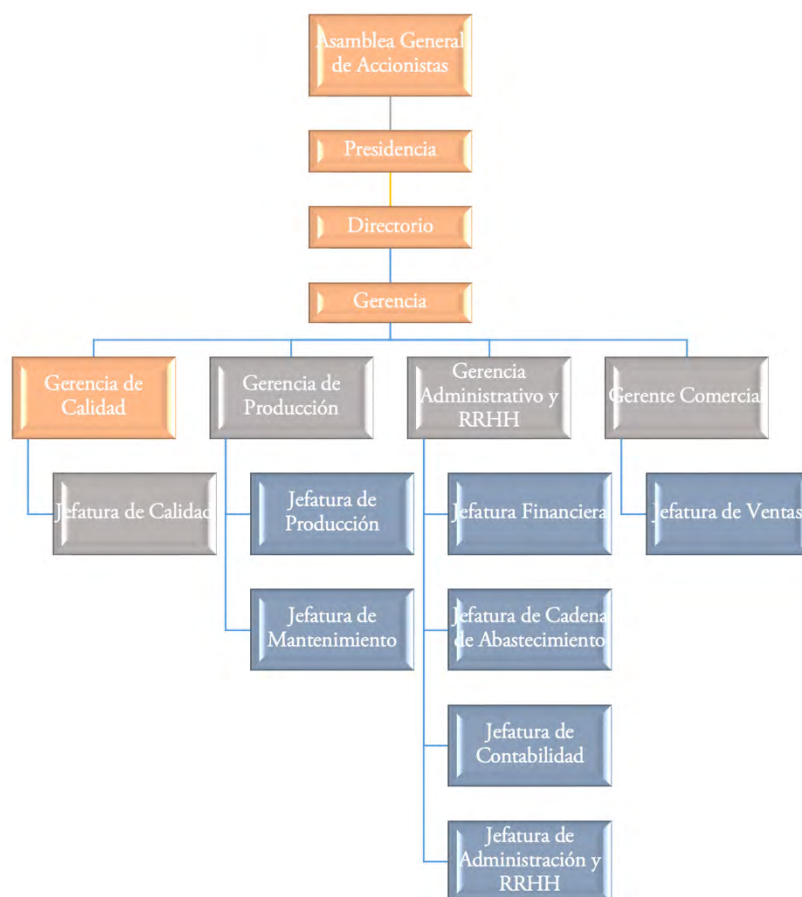 Asamblea General
de Accionistas
Presidencia
Directorio
Gerencia
Gerencia de
Calidad
Gerencia de
Producción
Gerencia
Administrativo y
RRHH
Gerente Comercial
Jefatura de Calidad
Jefatura de
Producción
Jefatura Financiera
Jefatura de Ventas
Jefatura de
Mantenimiento
Jefatura de Cadena
de Abastecimiento
Jefatura de
Contabilidad
Jefatura de
Administración y
RRHH